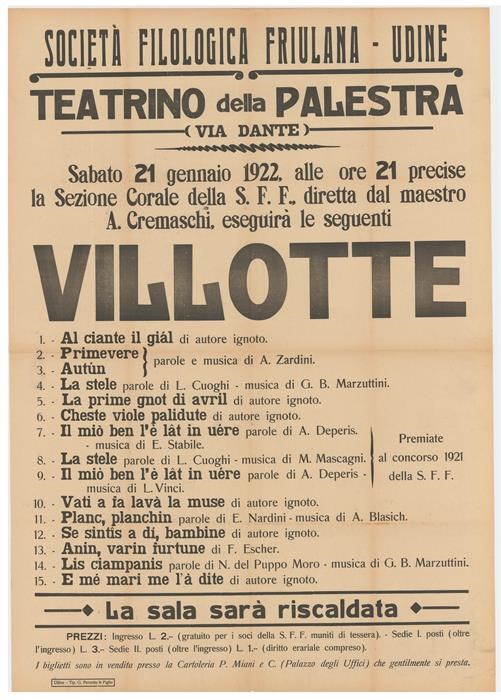 SOCIETÀ FILOLOGICA FRIULANA - UDINE
TEATRINO della PALESTRA
(VIA DANTE)
Sabato 21 gennaio 1922, alle ore 21 precise
la Sezione Corale della S. F. F., diretta dal maestro
A. Cremaschi, eseguirà le seguenti
VILLOTTE
1. - Al ciante il giâl di autore ignoto.
2. - Primevere
3. - Autún
parole e musica di A. Zardini.
4. - La stele parole di L. Cuoghi - musica di G. B. Marzuttini.
5. - La prime gnot di avril di autore ignoto.
6. - Cheste viole palidute di autore ignoto.
7. - Il miò ben l'è lât in uére parole di A. Deperis.
- musica di E. Stabile.
8. - La stele parole di L. Cuoghi - musica di M. Mascagni.
9. - Il miò ben l'è lât in uére parole di A. Deperis -
musica di L. Vinci.
Premiate
al concorso 1921
della S. F. F.
10. - Vati a fa lavà la muse di autore ignoto.
11. - Planc, planchin parole di E. Nardini - musica di A. Blasich.
12. - Se sintis a dí, bambine di autore ignoto.
13. - Anin, varin furtune di F. Escher.
14. - Lis ciampanis parole di N. del Puppo Moro - musica di G. B. Marzuttini.
15. - E mé mari me l'à dite di autore ignoto.
La sala sarà riscaldata
PREZZI: Ingresso L. 2.- (gratuito per i soci della S. F. F. muniti di tessera). - Sedie I. posti (oltre
l'ingresso) L. 3.- Sedie II. posti (oltre l'ingresso) L. 1.- (diritto erariale compreso).
I biglietti sono in vendita presso la Cartoleria P. Miani e C. (Palazzo degli Uffici) che gentilmente si presta.
Udine - Tip. G. Percotto & Figlio